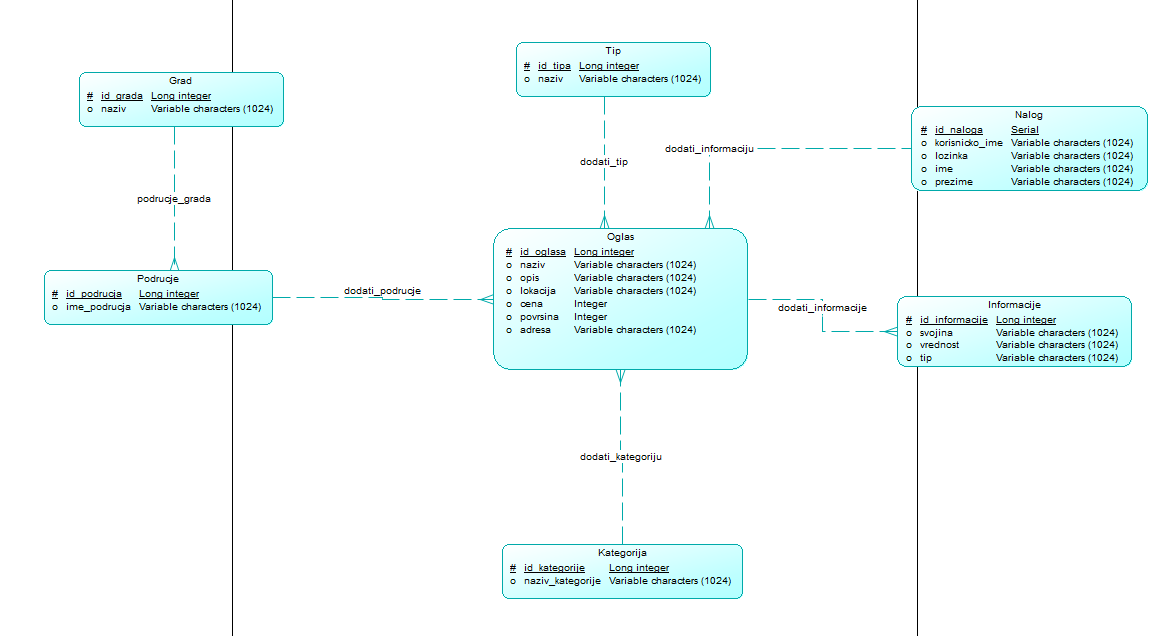 Grad
# id_grada Long integer
o naziv Variable characters (1024)
Tip
# id_tipa Long integer
o naziv Variable characters (1024)
Nalog
# id_naloga Serial
o korisnicko_ime Variable characters (1024)
o lozinka Variable characters (1024)
o ime Variable characters (1024)
o prezime Variable characters (1024)
podrucje_grada
dodati_tip
dodati_informaciju
Podrucje
# id_podrucja Long integer
o ime_podrucja Variable characters (1024)
dodati_podrucje
Oglas
# id_oglasa Long integer
o naziv Variable characters (1024)
o opis Variable characters (1024)
o lokacija Variable characters (1024)
o cena Integer
o povrsina Integer
o adresa Variable characters (1024)
dodati_informacije
Informacije
# id_informacije Long integer
o svojina Variable characters (1024)
o vrednost Variable characters (1024)
o tip Variable characters (1024)
dodati_kategoriju
Kategorija
# id_kategorije Long integer
o naziv_kategorije Variable characters (1024)